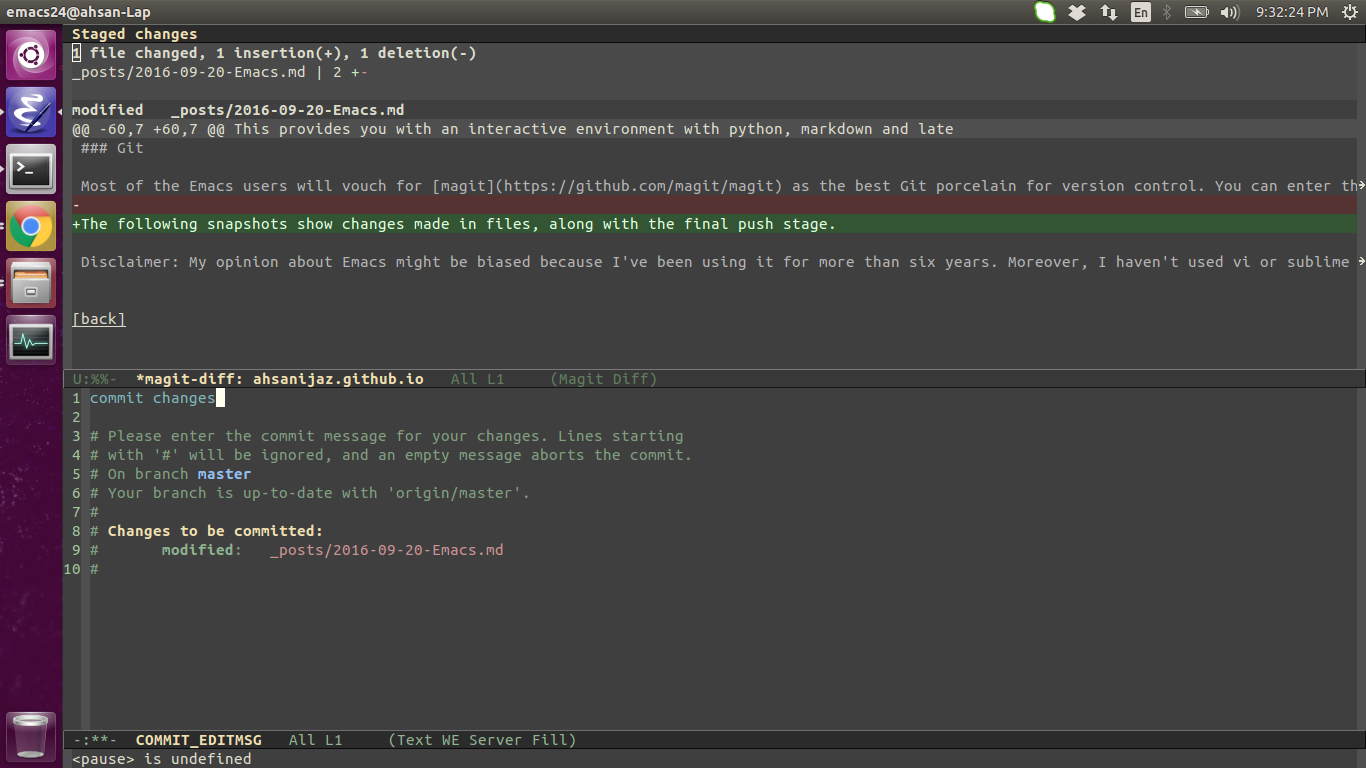 emacs24@ahsan-Lap
En
9:32:24 PM
Staged changes
1 file changed, 1 insertion(+), 1 deletion(-)
_posts/2016-09-20-Emacs.md | 2 +-
modified   _posts/2016-09-20-Emacs.md
@@ -60,7 +60,7 @@ This provides you with an interactive environment with python, markdown and late
 ### Git
 Most of the Emacs users will vouch for [magit](https://github.com/magit/magit) as the best Git porcelain for version control. You can enter th
-
+The following snapshots show changes made in files, along with the final push stage.
 Disclaimer: My opinion about Emacs might be biased because I've been using it for more than six years. Moreover, I haven't used vi or sublime
[back]
U:%%-  *magit-diff: ahsanijaz.github.io   All L1     (Magit Diff)
1 commit changes
2
3 # Please enter the commit message for your changes. Lines starting
4 # with '#' will be ignored, and an empty message aborts the commit.
5 # On branch master
6 # Your branch is up-to-date with 'origin/master'.
7 #
8 # Changes to be committed:
9 #       modified:   _posts/2016-09-20-Emacs.md
10 #
-:**-  COMMIT_EDITMSG   All L1     (Text WE Server Fill)
<pause> is undefined